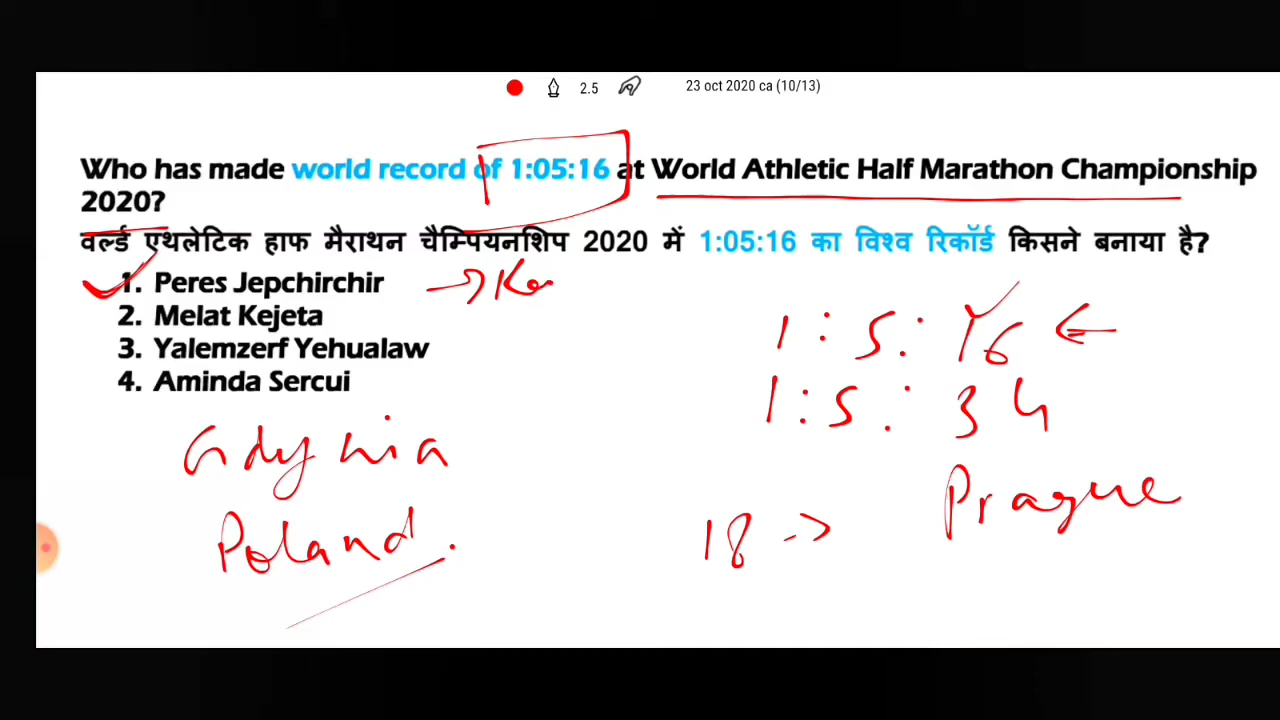 2.5 23 oct 2020 ca (10/13)
Who has made world record of 1:05:16 at World Athletic Half Marathon Championship
2020?
वर्ल्ड एथलेटिक हाफ मैराथन चैम्पियनशिप 2020 में 1:05:16 का विश्व रिकॉर्ड किसने बनाया है?
1. Peres Jepchirchir → Ke
2. Melat Kejeta
3. Yalemzerf Yehualaw
4. Aminda Sercui
1:5:16 ←
1:5:34
Gdynia
Prague
Poland.
18 →